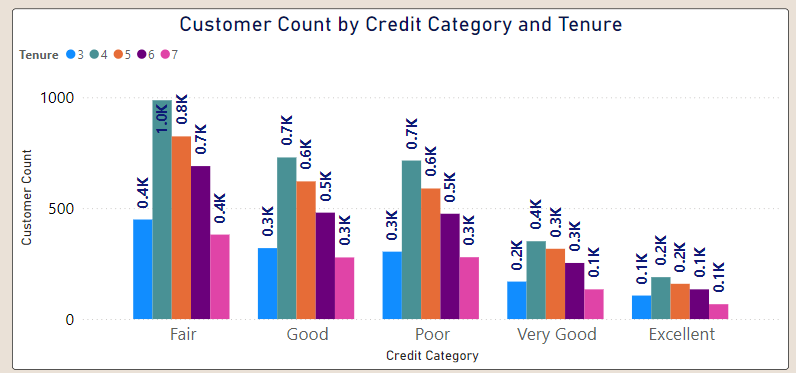 Customer Count by Credit Category and Tenure
Tenure 3 4 5 6 7
1000
500
0
Customer Count
0.4K 1.0K 0.8K 0.7K 0.4K
0.3K 0.7K 0.6K 0.5K 0.3K
0.3K 0.7K 0.6K 0.5K 0.3K
0.2K 0.4K 0.3K 0.3K 0.1K
0.1K 0.2K 0.2K 0.1K 0.1K
Fair Good Poor Very Good Excellent
Credit Category